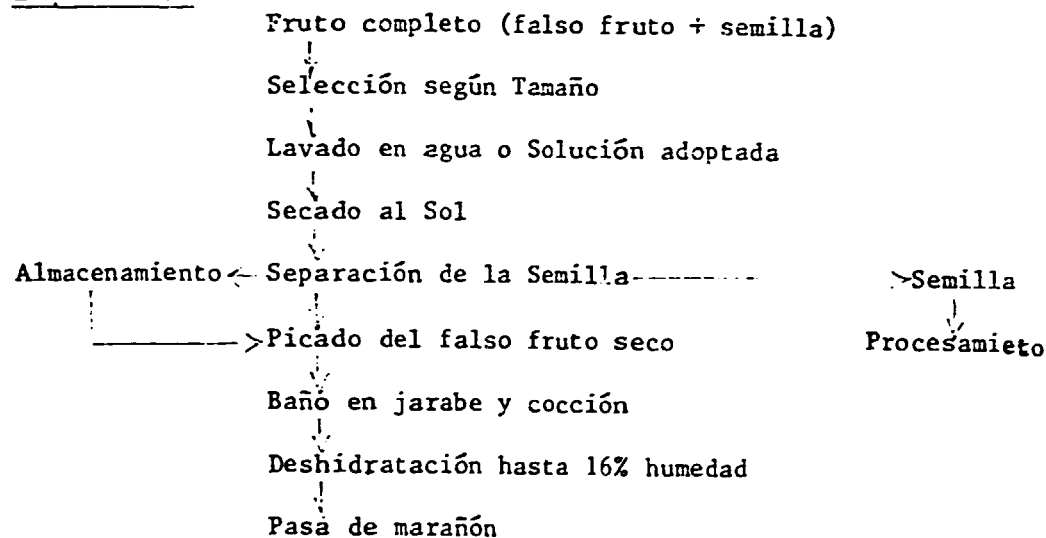 Fruto completo (falso fruto + semilla)
Selección según Tamaño
Lavado en agua o Solución adoptada
Secado al Sol
Almacenamiento Separación de la Semilla Semilla
Picado del falso fruto seco Procesamieto
Baño en jarabe y cocción
Deshidratación hasta 16% humedad
Pasa de marañón